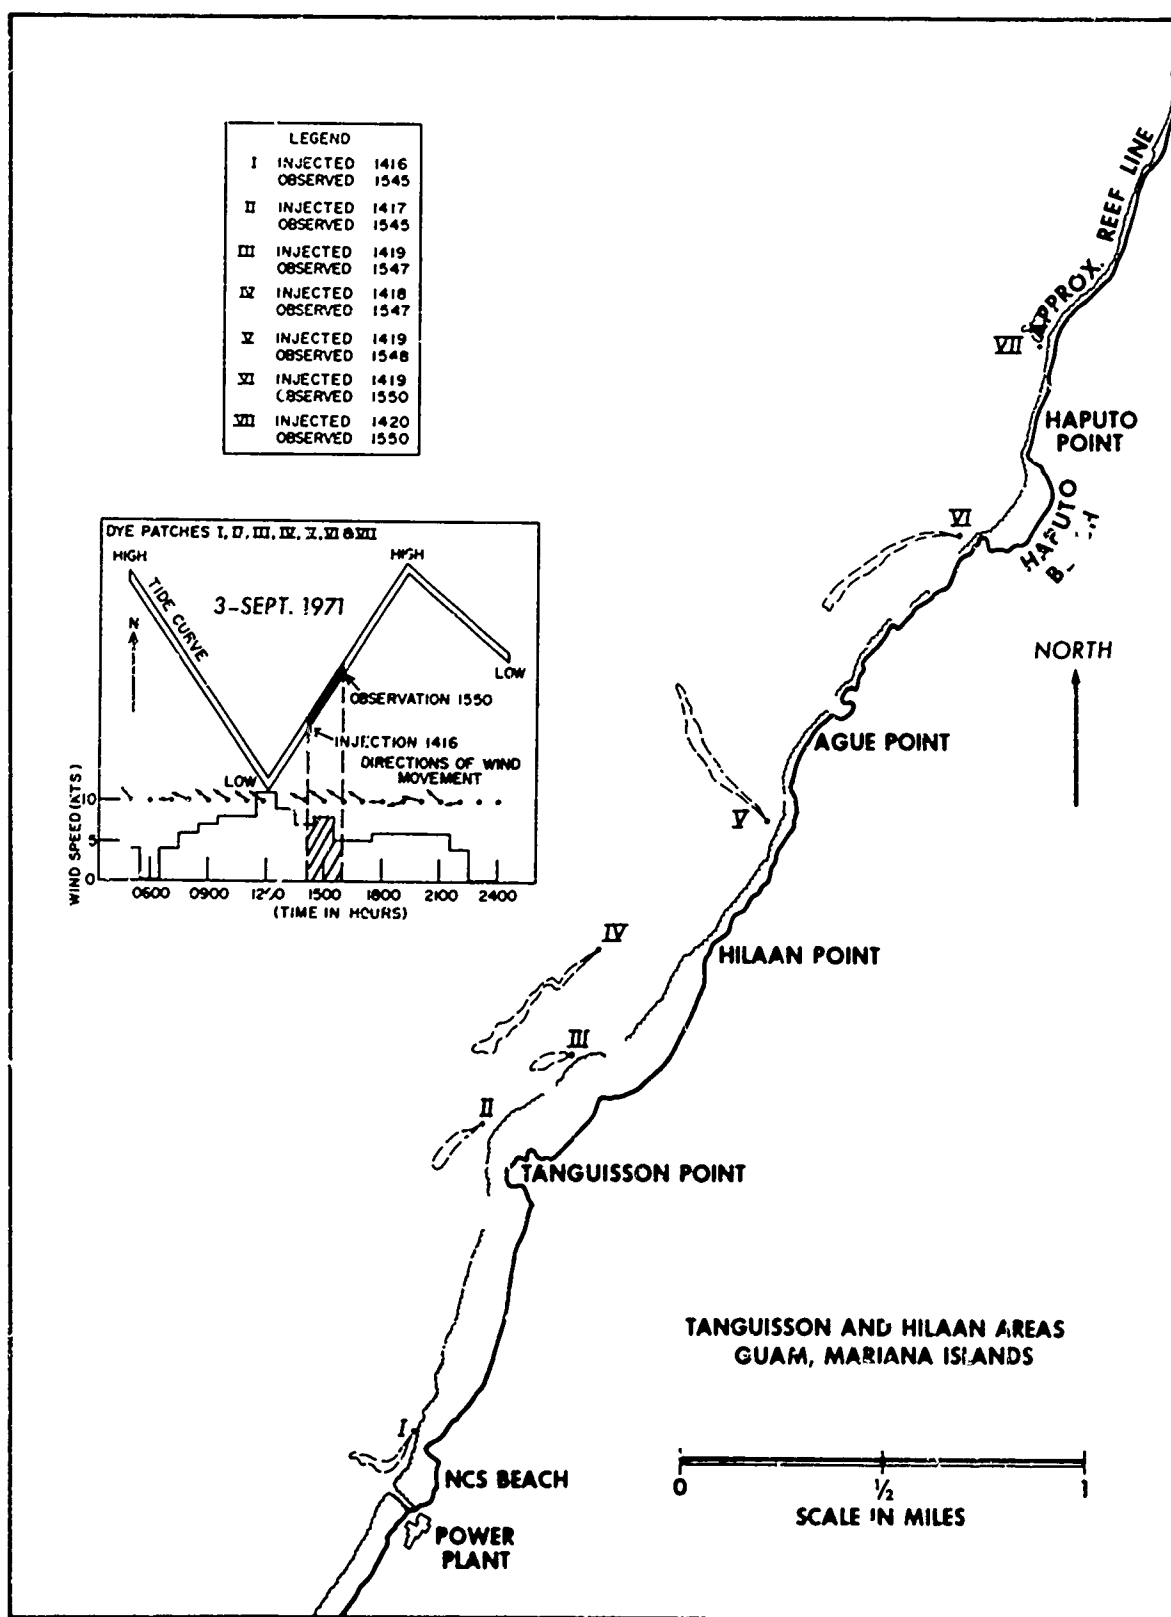 LEGEND
I INJECTED 1416
OBSERVED 1545
II INJECTED 1417
OBSERVED 1545
III INJECTED 1419
OBSERVED 1547
IV INJECTED 1418
OBSERVED 1547
V INJECTED 1419
OBSERVED 1548
VI INJECTED 1419
OBSERVED 1550
VII INJECTED 1420
OBSERVED 1550
APPROX. REEF LINE
VII
HAPUTO
POINT
HAPUTO
VI
NORTH
DYE PATCHES I, II, III, IV, V, VI & VII
HIGH
HIGH
TIDE CURVE
3-SEPT. 1971
N
LOW
OBSERVATION 1550
INJECTION 1416
DIRECTIONS OF WIND
MOVEMENT
LOW
WIND SPEED (KTS)
10
5
0
0600 0900 1200 1500 1800 2100 2400
(TIME IN HOURS)
AGUE POINT
V
IV
HILAAN POINT
III
II
TANGUISSON POINT
TANGUISSON AND HILAAN AREAS
GUAM, MARIANA ISLANDS
I
NCS BEACH
0 ½ 1
SCALE IN MILES
POWER
PLANT